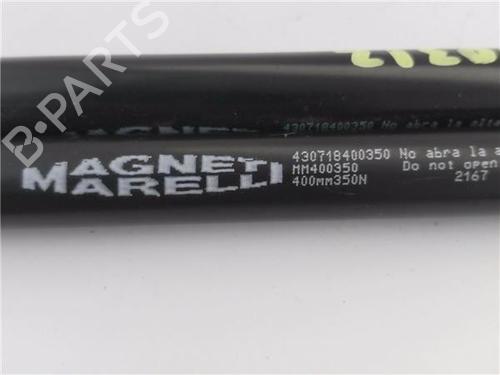 430718400350 No abra la
MAGNETI
MARELLI
430718400350 No abra la a
MM400350 Do not open
400mm350N 2167
B-PARTS